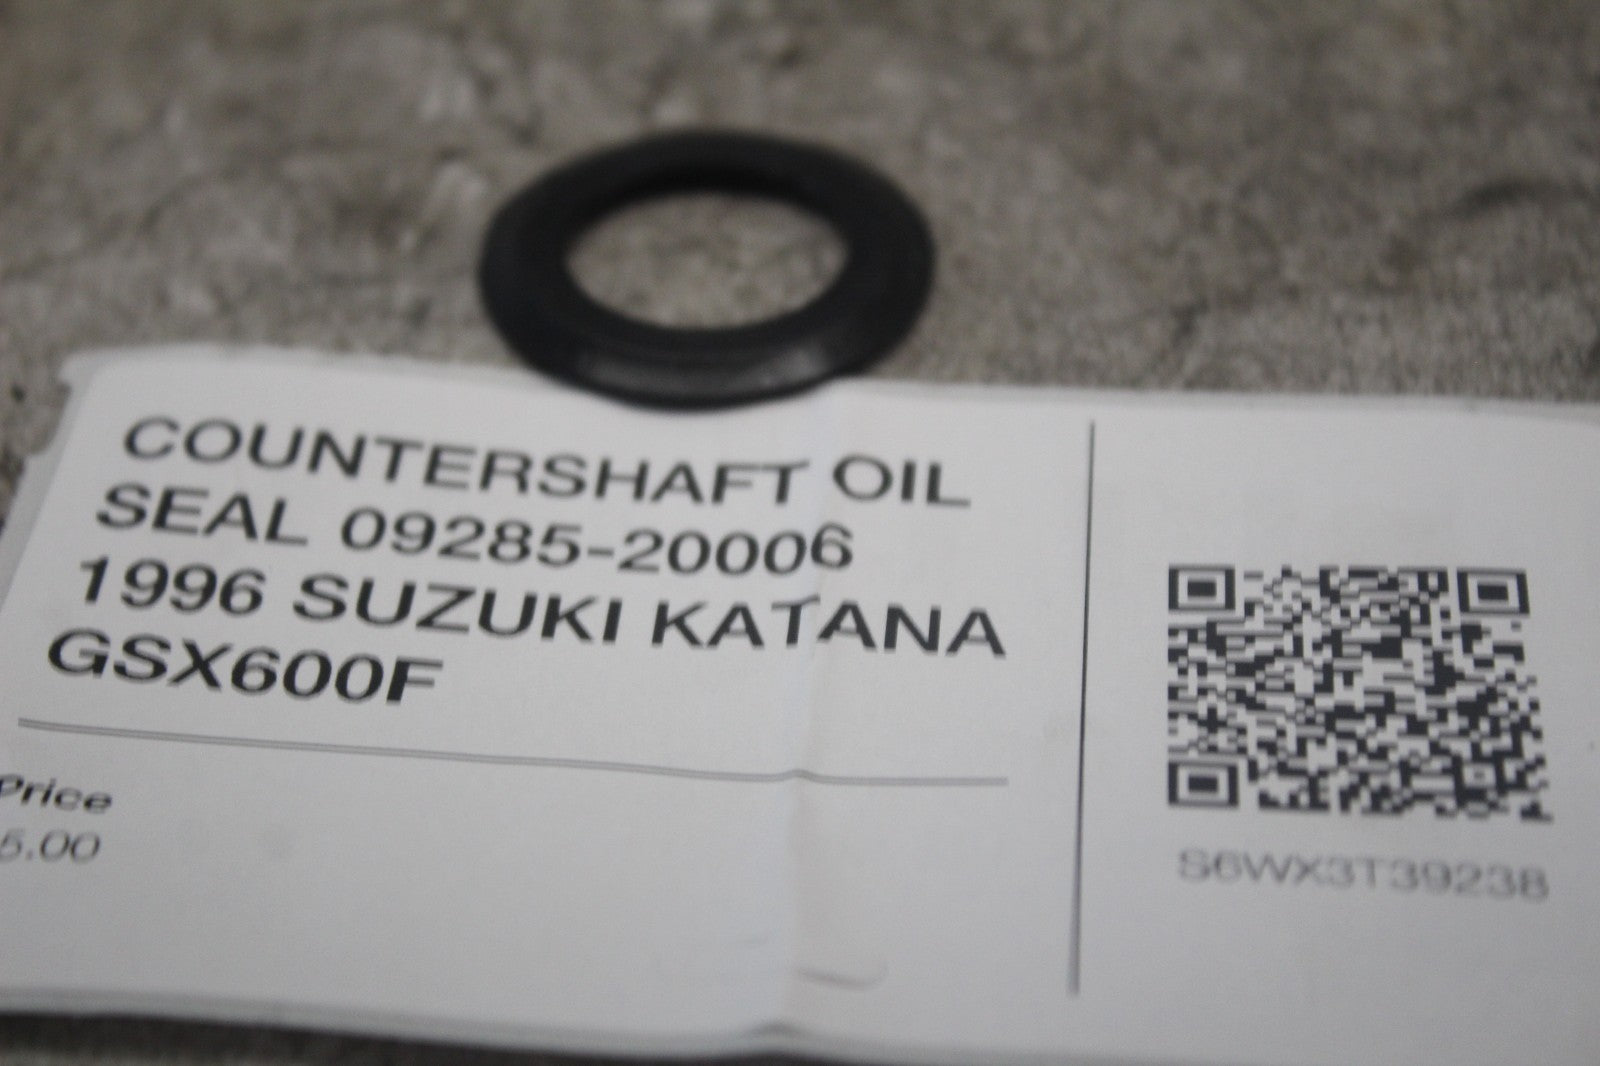 COUNTERSHAFT OIL
SEAL 09285-20006
1996 SUZUKI KATANA
GSX600F
Price
5.00
S6WX3T39238